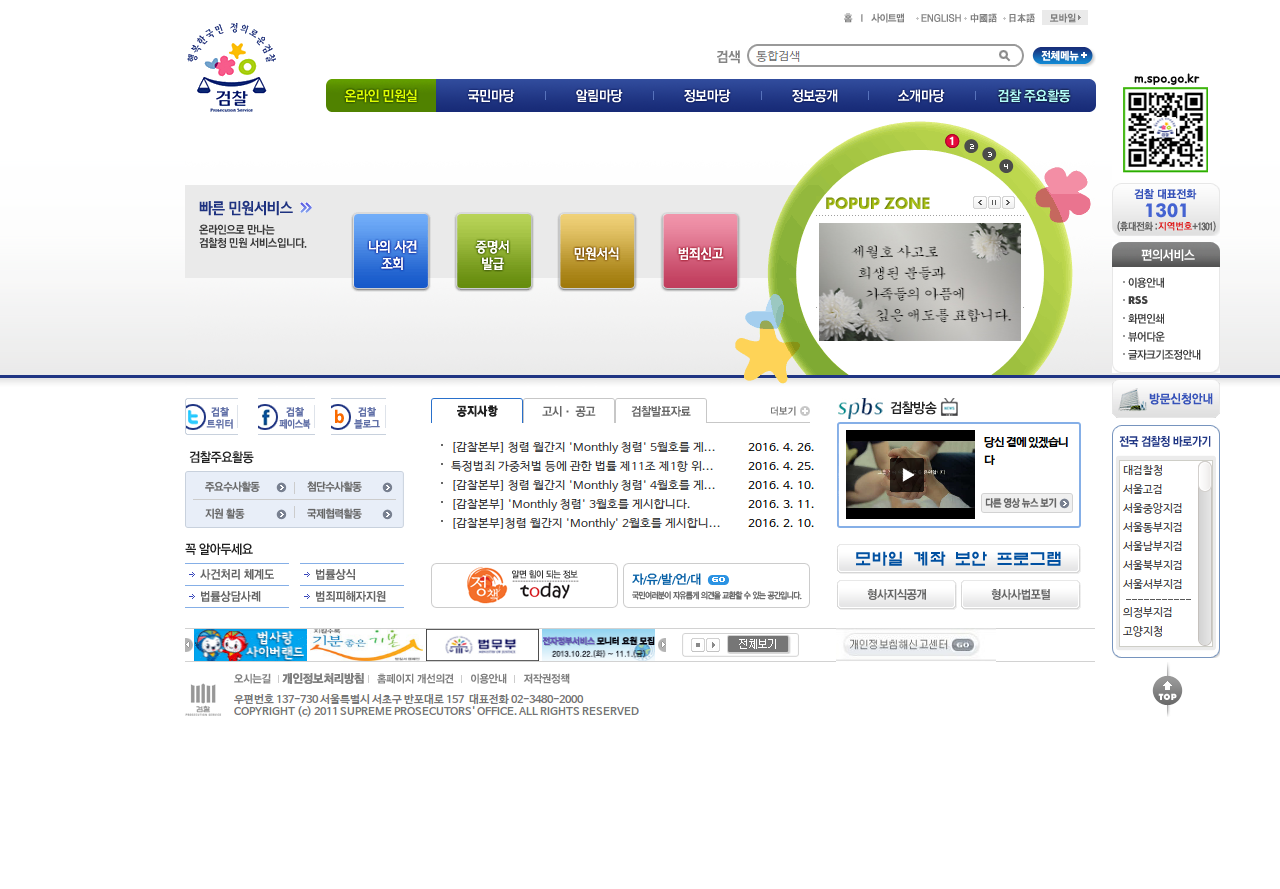 홈 | 사이트맵 · ENGLISH · 中國語 · 日本語 모바일
행복한국민 정의로운검찰
검찰
Prosecution Service
검색 통합검색 전체메뉴 +
온라인 민원실 국민마당 알림마당 정보마당 정보공개 소개마당 검찰 주요활동
m.spo.go.kr
검찰 대표전화
1301
(휴대전화 : 지역번호+1301)
편의서비스
· 이용안내
· RSS
· 화면인쇄
· 뷰어다운
· 글자크기조정안내
방문신청안내
빠른 민원서비스
온라인으로 만나는
검찰청 민원 서비스입니다.
나의 사건
조회
증명서
발급
민원서식
범죄신고
1 2 3 4
POPUP ZONE
세월호 사고로
희생된 분들과
가족들의 아픔에
깊은 애도를 표합니다.
검찰
트위터
검찰
페이스북
검찰
블로그
검찰주요활동
주요수사활동 첨단수사활동
지원 활동 국제협력활동
꼭 알아두세요
사건처리 체계도 법률상식
법률상담사례 범죄피해자지원
공지사항 고시 · 공고 검찰발표자료 더보기
· [감찰본부] 청렴 월간지 'Monthly 청렴' 5월호를 게... 2016. 4. 26.
· 특정범죄 가중처벌 등에 관한 법률 제11조 제1항 위... 2016. 4. 25.
· [감찰본부] 청렴 월간지 'Monthly 청렴' 4월호를 게... 2016. 4. 10.
· [감찰본부] 'Monthly 청렴' 3월호를 게시합니다. 2016. 3. 11.
· [감찰본부]청렴 월간지 'Monthly' 2월호를 게시합니... 2016. 2. 10.
정책
알면 힘이 되는 정보
today
자/유/발/언/대 GO
국민여러분이 자유롭게 의견을 교환할 수 있는 공간입니다.
spbs 검찰방송
당신 곁에 있겠습니
다
다른 영상 뉴스 보기
모바일 계좌 보안 프로그램
형사지식공개 형사사법포털
전국 검찰청 바로가기
대검찰청
서울고검
서울중앙지검
서울동부지검
서울남부지검
서울북부지검
서울서부지검
-----------
의정부지검
고양지청
TOP
법사랑
사이버랜드
기분좋은 기본
법무부
전자정부서비스 모니터 요원 모집
2013.10.22.(화) ~ 11.1.(금)
전체보기
개인정보침해신고센터 GO
오시는길 | 개인정보처리방침 | 홈페이지 개선의견 | 이용안내 | 저작권정책
검찰
PROSECUTION SERVICE
우편번호 137-730 서울특별시 서초구 반포대로 157 대표전화 02-3480-2000
COPYRIGHT (c) 2011 SUPREME PROSECUTORS' OFFICE. ALL RIGHTS RESERVED